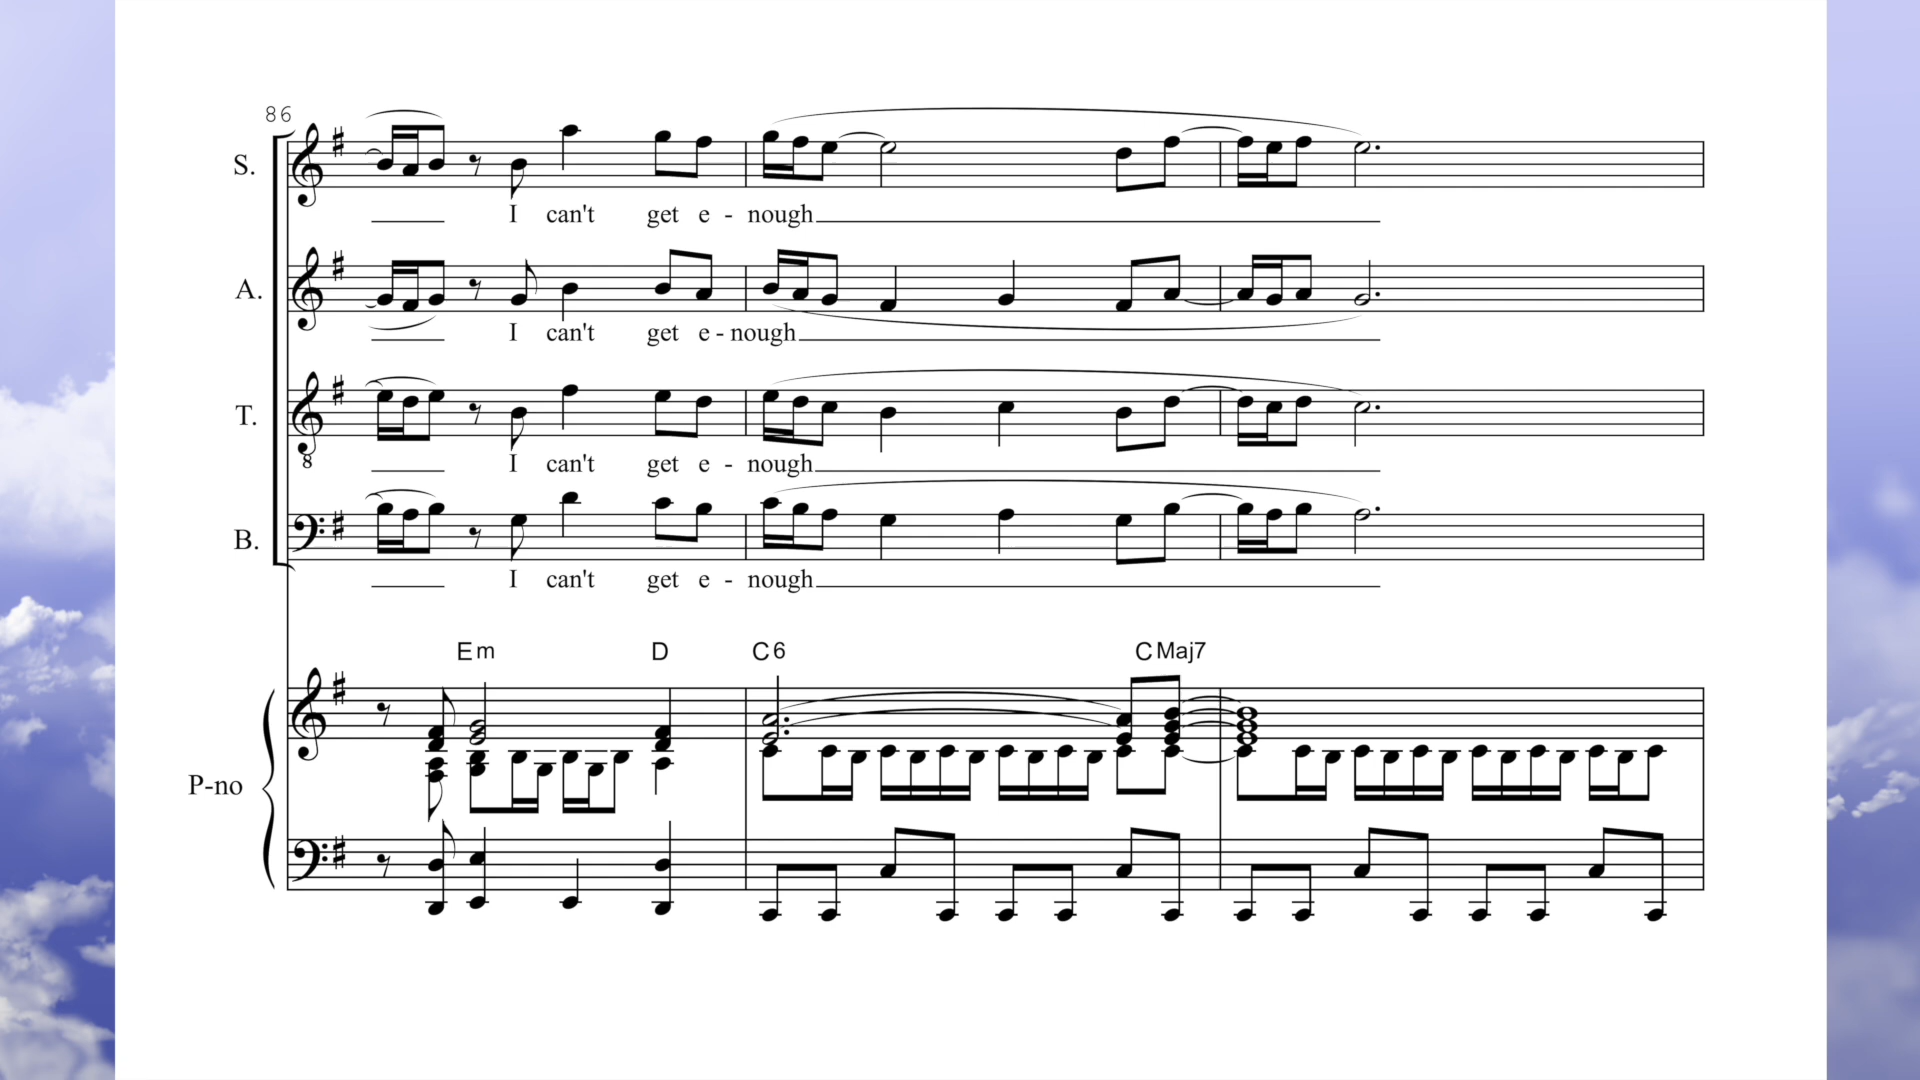 86
S.
I can't get e - nough
A.
I can't get e - nough
T.
8
I can't get e - nough
B.
I can't get e - nough
Em D C6 CMaj7
P-no